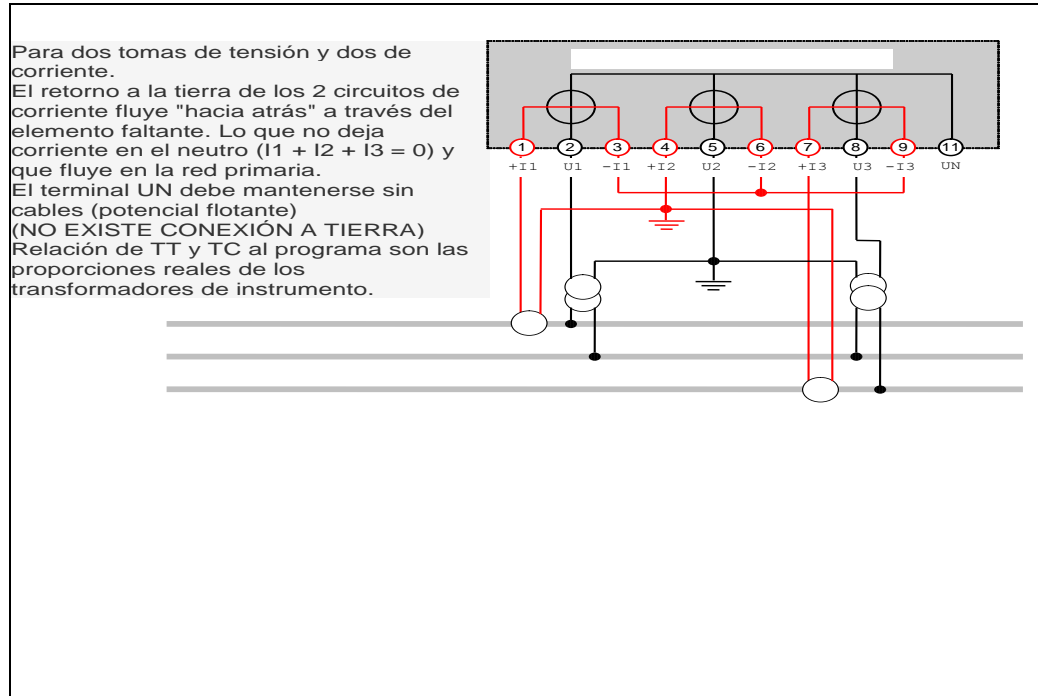 Para dos tomas de tensión y dos de
corriente.
El retorno a la tierra de los 2 circuitos de
corriente fluye "hacia atrás" a través del
elemento faltante. Lo que no deja
corriente en el neutro (I1 + I2 + I3 = 0) y
que fluye en la red primaria.
El terminal UN debe mantenerse sin
cables (potencial flotante)
(NO EXISTE CONEXIÓN A TIERRA)
Relación de TT y TC al programa son las
proporciones reales de los
transformadores de instrumento.
1 2 3 4 5 6 7 8 9 11
+I1 U1 -I1 +I2 U2 -I2 +I3 U3 -I3 UN